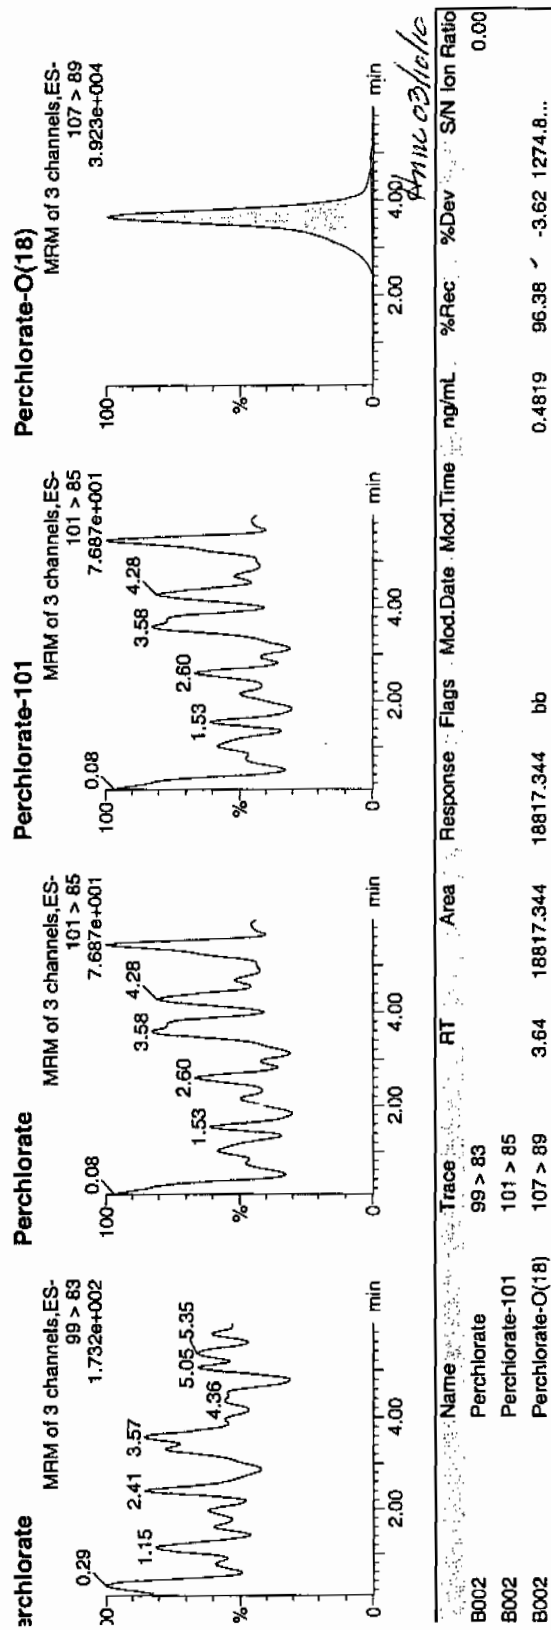 erchlorate
MRM of 3 channels,ES-
99 > 83
1.732e+002
00
%
0
0.29
1.15
2.41
3.57
4.36
5.05
5.35
2.00
4.00
min
Perchlorate
MRM of 3 channels,ES-
101 > 85
7.687e+001
100
%
0
0.08
1.53
2.60
3.58
4.28
2.00
4.00
min
Perchlorate-101
MRM of 3 channels,ES-
101 > 85
7.687e+001
100
%
0
0.08
1.53
2.60
3.58
4.28
2.00
4.00
min
Perchlorate-O(18)
MRM of 3 channels,ES-
107 > 89
3.923e+004
100
%
0
2.00
4.00
min
03/10/10
Name Trace RT Area Response Flags Mod.Date Mod.Time ng/mL %Rec %Dev S/N Ion Ratio
B002 Perchlorate 99 > 83 0.00
B002 Perchlorate-101 101 > 85
B002 Perchlorate-O(18) 107 > 89 3.64 18817.344 18817.344 bb 0.4819 96.38 -3.62 1274.8...